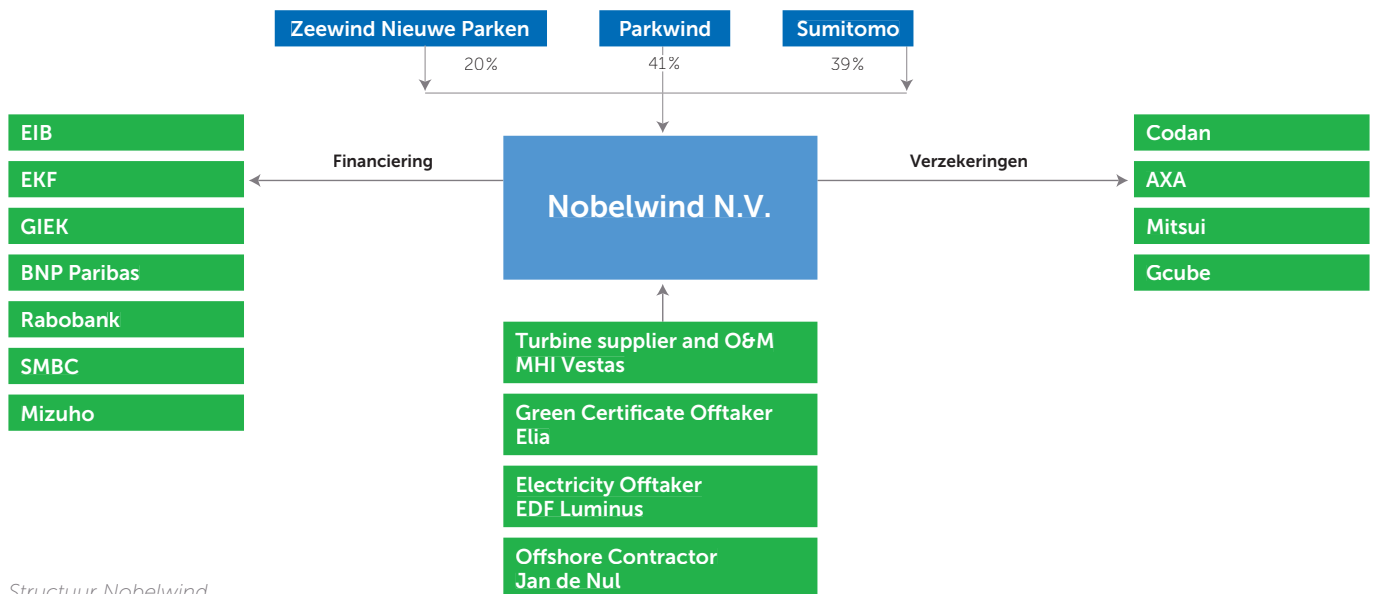 Zeewind Nieuwe Parken
Parkwind
Sumitomo
20%
41%
39%
EIB
EKF
GIEK
BNP Paribas
Rabobank
SMBC
Mizuho
Financiering
Nobelwind N.V.
Verzekeringen
Codan
AXA
Mitsui
Gcube
Turbine supplier and O&M
MHI Vestas
Green Certificate Offtaker
Elia
Electricity Offtaker
EDF Luminus
Offshore Contractor
Jan de Nul
Structuur Nobelwind